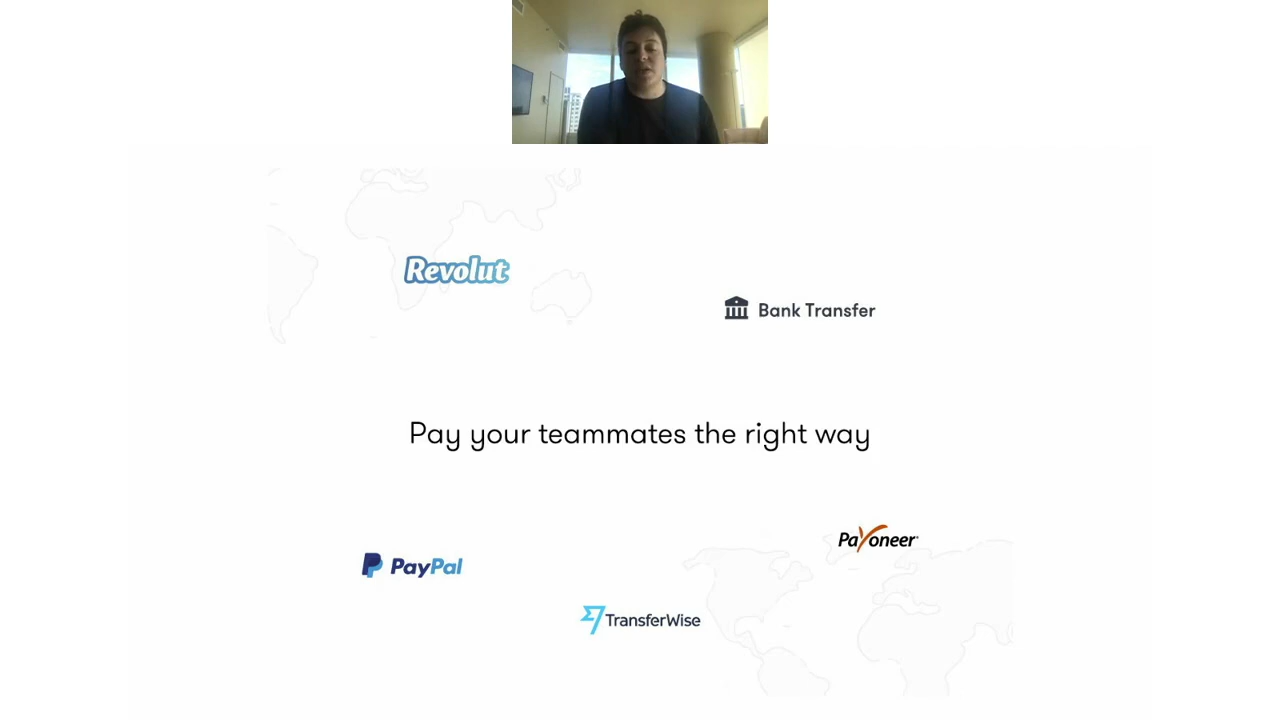 Revolut
Bank Transfer
Pay your teammates the right way
Payoneer
PayPal
TransferWise